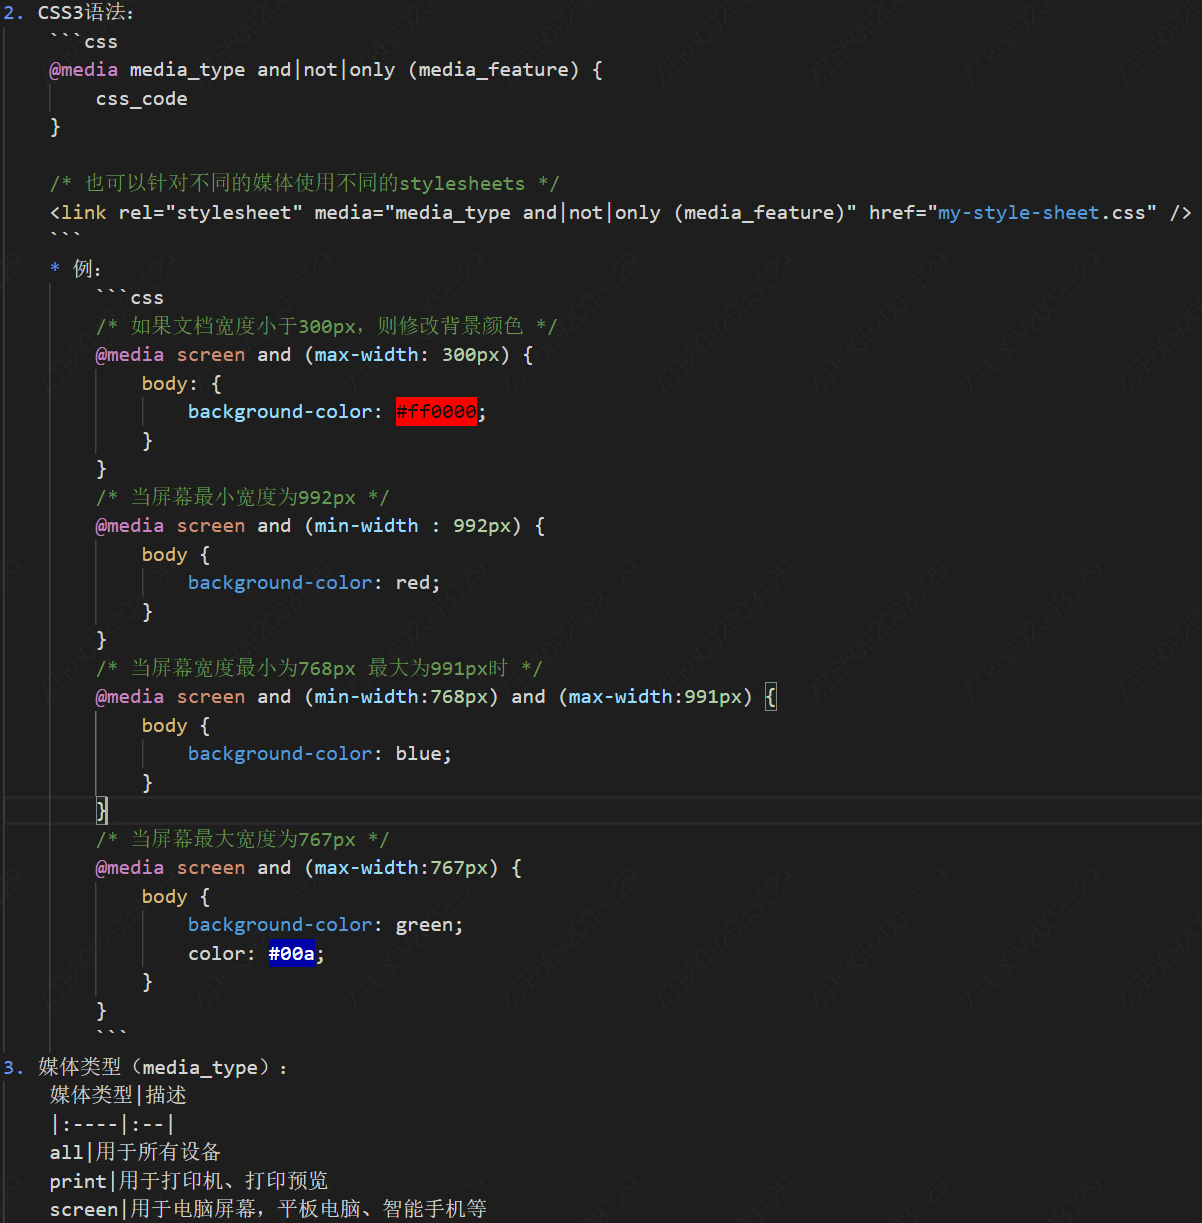 2. CSS3语法:
```css
@media media_type and|not|only (media_feature) {
css_code
}
/* 也可以针对不同的媒体使用不同的stylesheets */
<link rel="stylesheet" media="media_type and|not|only (media_feature)" href="my-style-sheet.css" />
```
* 例:
```css
/* 如果文档宽度小于300px，则修改背景颜色 */
@media screen and (max-width: 300px) {
body: {
background-color: #ff0000;
}
}
/* 当屏幕最小宽度为992px */
@media screen and (min-width : 992px) {
body {
background-color: red;
}
}
/* 当屏幕宽度最小为768px 最大为991px时 */
@media screen and (min-width:768px) and (max-width:991px) {
body {
background-color: blue;
}
}
/* 当屏幕最大宽度为767px */
@media screen and (max-width:767px) {
body {
background-color: green;
color: #00a;
}
}
```
3. 媒体类型（media_type）:
媒体类型|描述
|:----|:--|
all|用于所有设备
print|用于打印机、打印预览
screen|用于电脑屏幕，平板电脑、智能手机等